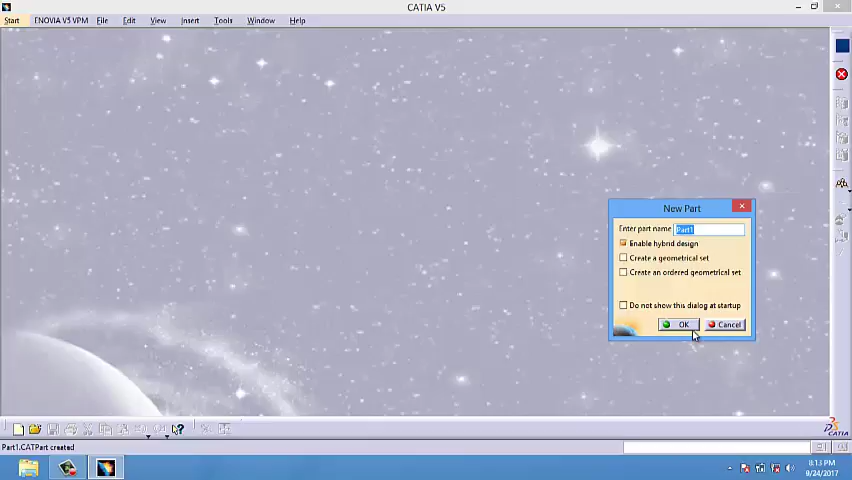 CATIA V5
Start ENOVIA V5 VPM File Edit View Insert Tools Window Help
New Part
Enter part name Part1
Enable hybrid design
Create a geometrical set
Create an ordered geometrical set
Do not show this dialog at startup
OK Cancel
CATIA
Part1.CATPart created
8:13 PM
9/24/2017